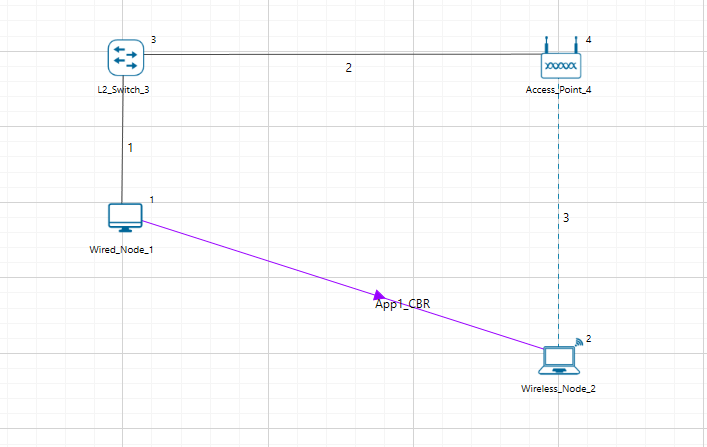 3
4
2
L2_Switch_3
Access_Point_4
1
1
3
Wired_Node_1
App1_CBR
2
Wireless_Node_2